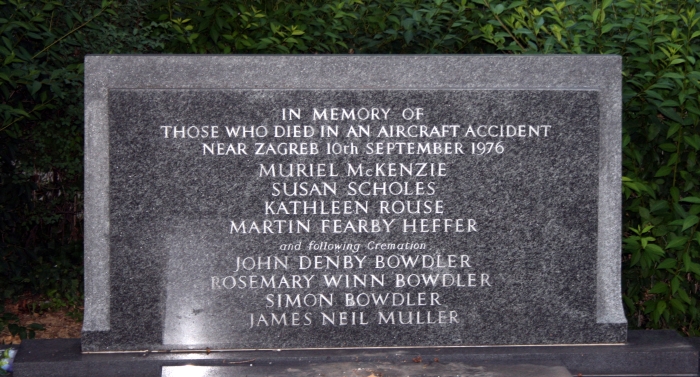 IN MEMORY OF
THOSE WHO DIED IN AN AIRCRAFT ACCIDENT
NEAR ZAGREB 10th SEPTEMBER 1976
MURIEL McKENZIE
SUSAN SCHOLES
KATHLEEN ROUSE
MARTIN FEARBY HEFFER
and following Cremation
JOHN DENBY BOWDLER
ROSEMARY WINN BOWDLER
SIMON BOWDLER
JAMES NEIL MULLER